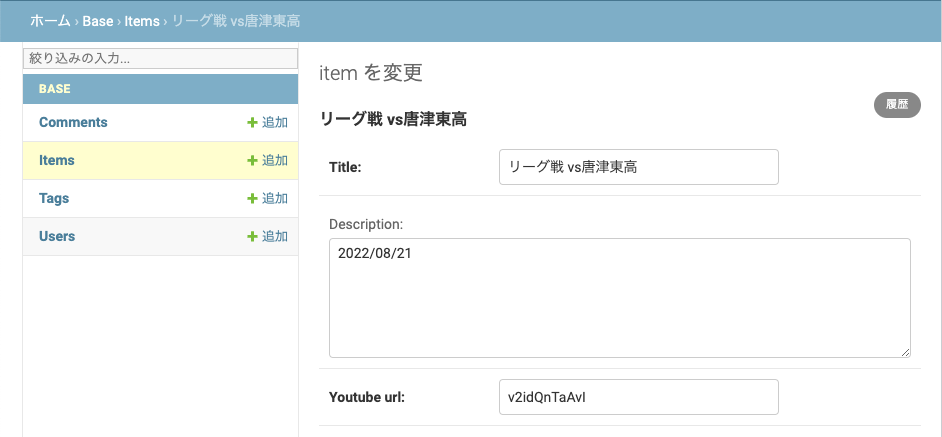 ホーム › Base › Items › リーグ戦 vs唐津東高
絞り込みの入力...
BASE
Comments + 追加
Items + 追加
Tags + 追加
Users + 追加
item を変更
履歴
リーグ戦 vs唐津東高
Title: リーグ戦 vs唐津東高
Description:
2022/08/21
Youtube url: v2idQnTaAvI